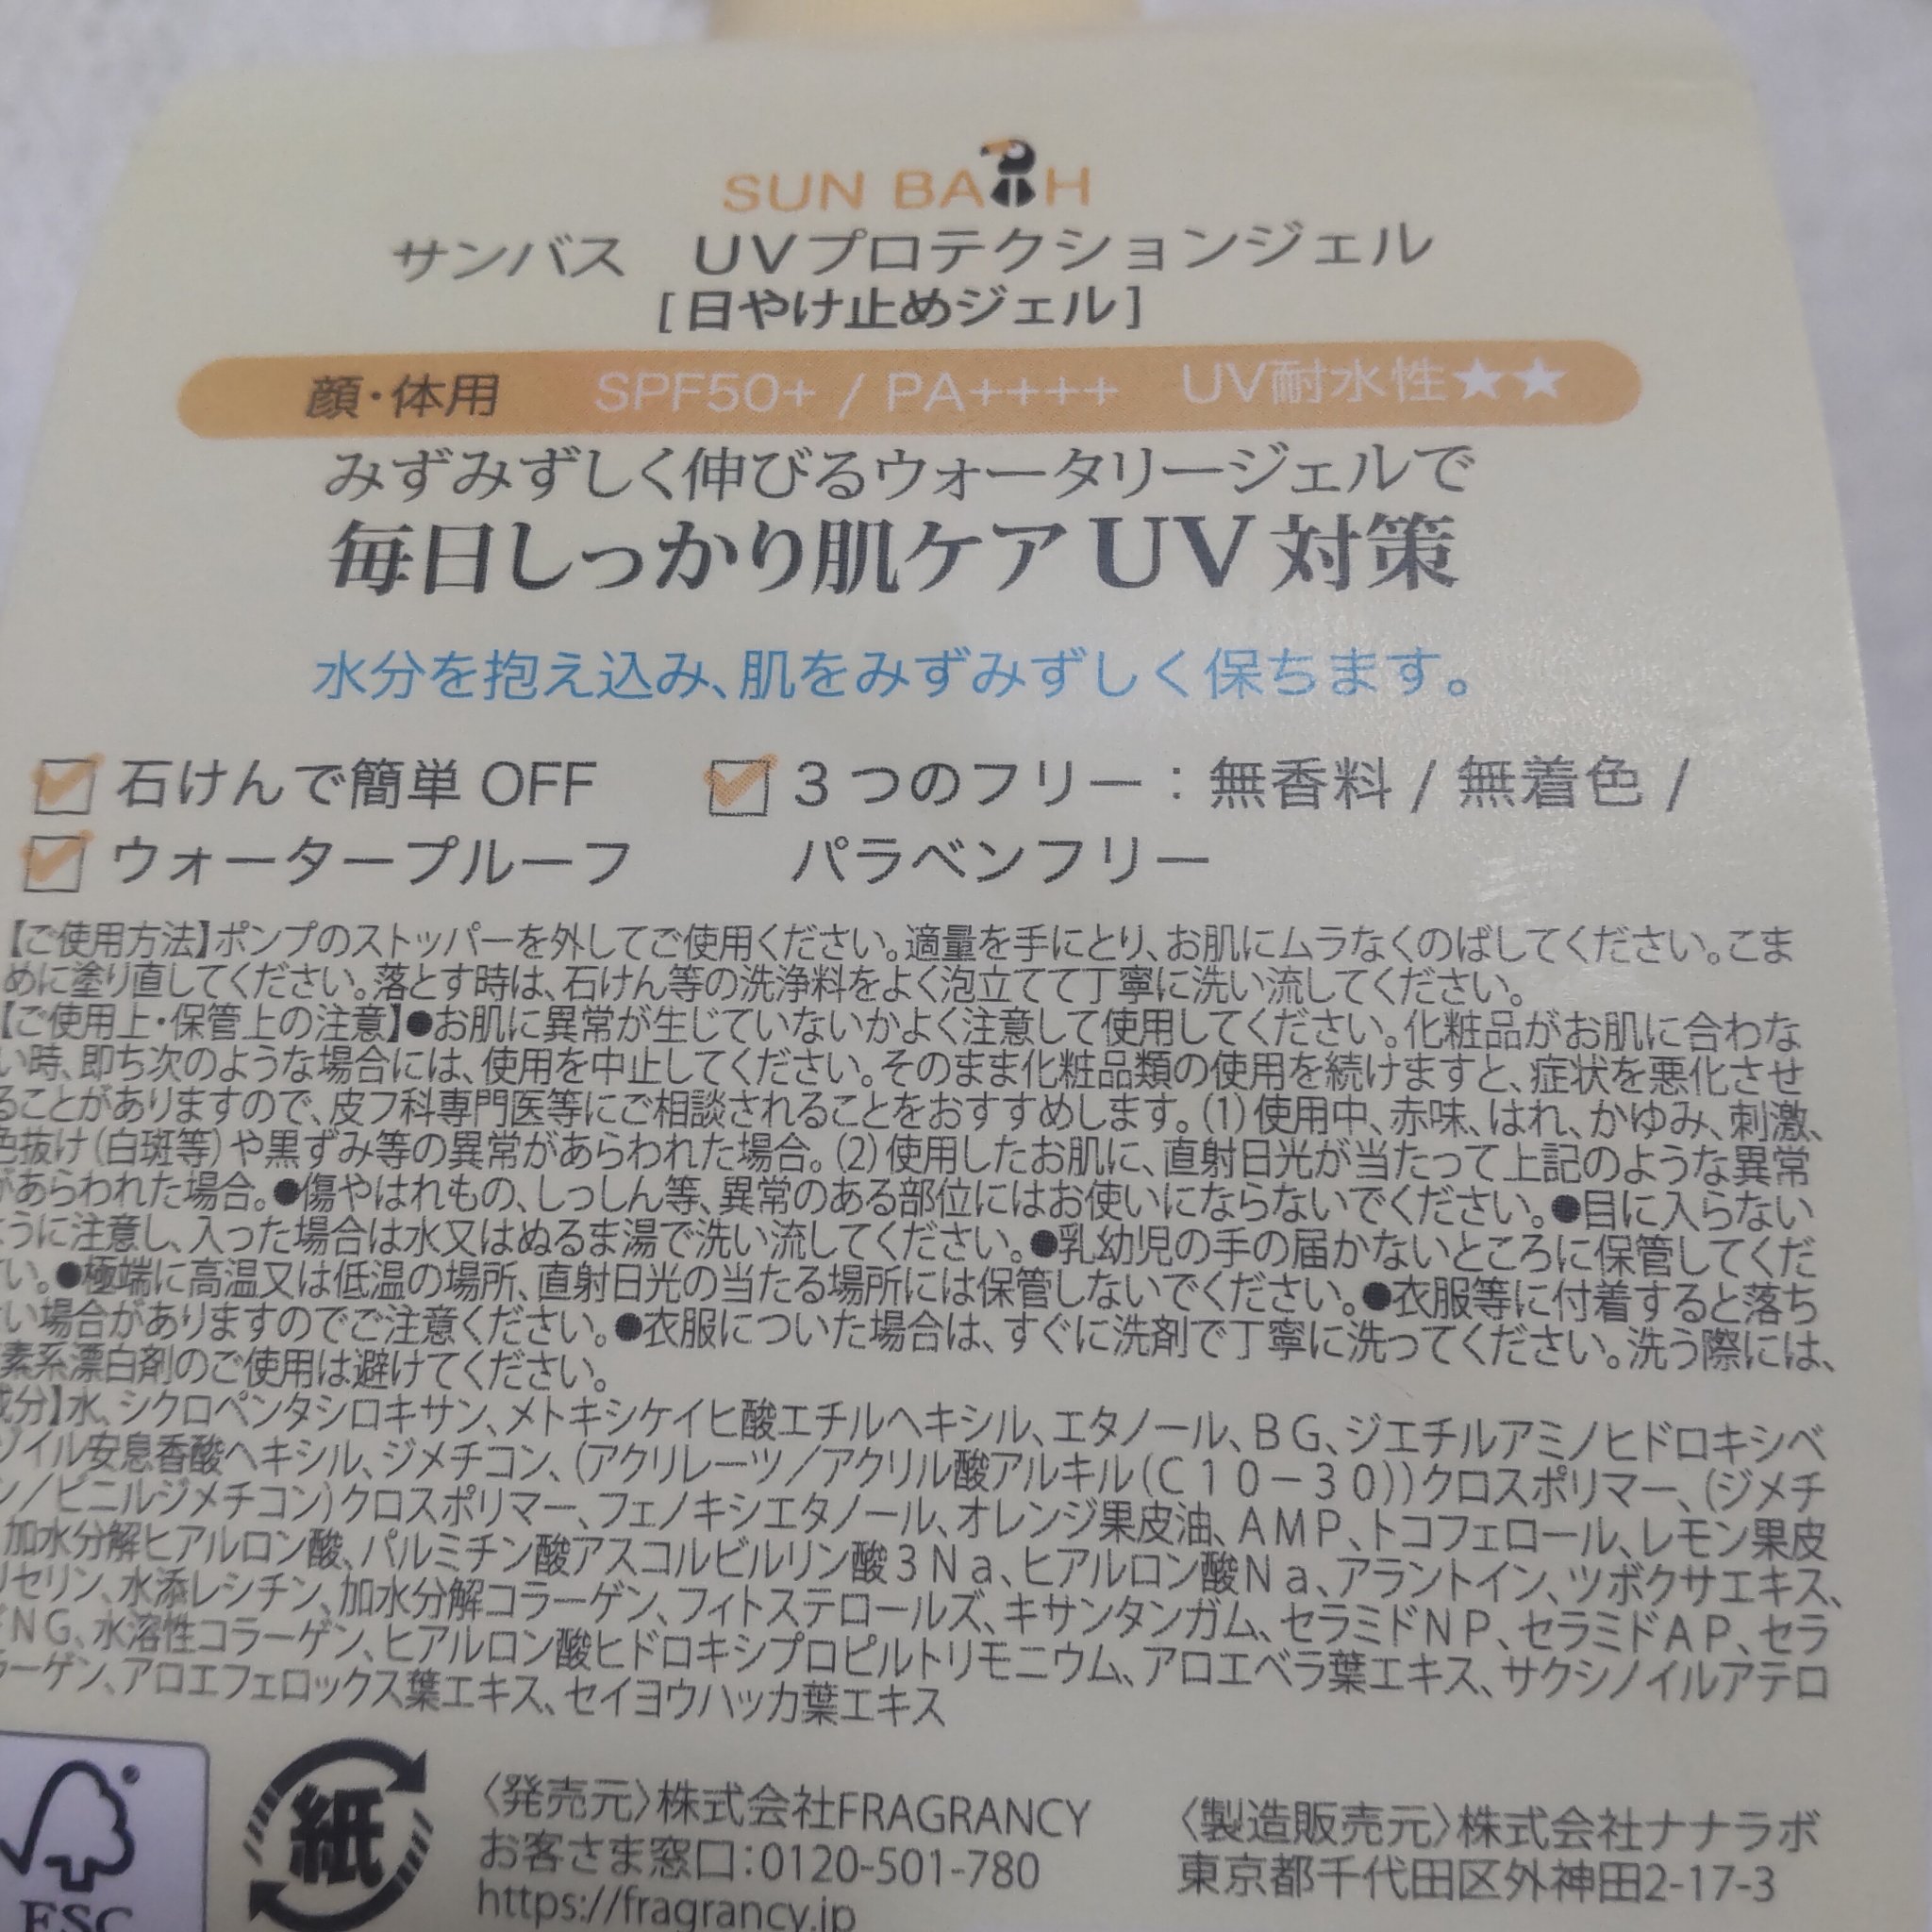 SUN BATH
サンバス UVプロテクションジェル
[日やけ止めジェル]
顔・体用 SPF50+ / PA++++ UV耐水性★★
みずみずしく伸びるウォータリージェルで
毎日しっかり肌ケアUV対策
水分を抱え込み、肌をみずみずしく保ちます。
石けんで簡単OFF
ウォータープルーフ
3つのフリー：無香料 / 無着色 /
パラベンフリー
【ご使用方法】ポンプのストッパーを外してご使用ください。適量を手にとり、お肌にムラなくのばしてください。こま
めに塗り直してください。落とす時は、石けん等の洗浄料をよく泡立てて丁寧に洗い流してください。
【ご使用上・保管上の注意】●お肌に異常が生じていないかよく注意して使用してください。化粧品がお肌に合わな
い時、即ち次のような場合には、使用を中止してください。そのまま化粧品類の使用を続けますと、症状を悪化させ
ることがありますので、皮フ科専門医等にご相談されることをおすすめします。(1)使用中、赤味、はれ、かゆみ、刺激、
色抜け(白斑等)や黒ずみ等の異常があらわれた場合。(2)使用したお肌に、直射日光が当たって上記のような異常
があらわれた場合。●傷やはれもの、しっしん等、異常のある部位にはお使いにならないでください。●目に入らない
ように注意し、入った場合は水又はぬるま湯で洗い流してください。●乳幼児の手の届かないところに保管してくだ
い。●極端に高温又は低温の場所、直射日光の当たる場所には保管しないでください。●衣服等に付着すると落ち
い場合がありますのでご注意ください。●衣服についた場合は、すぐに洗剤で丁寧に洗ってください。洗う際には、
素系漂白剤のご使用は避けてください。
成分】水、シクロペンタシロキサン、メトキシケイヒ酸エチルヘキシル、エタノール、BG、ジエチルアミノヒドロキシベ
ゾイル安息香酸ヘキシル、ジメチコン、(アクリレーツ／アクリル酸アルキル(C10－30))クロスポリマー、(ジメチ
ン／ビニルジメチコン)クロスポリマー、フェノキシエタノール、オレンジ果皮油、AMP、トコフェロール、レモン果皮
加水分解ヒアルロン酸、パルミチン酸アスコルビルリン酸3Na、ヒアルロン酸Na、アラントイン、ツボクサエキス、
リセリン、水添レシチン、加水分解コラーゲン、フィトステロールズ、キサンタンガム、セラミドNP、セラミドAP、セラ
NG、水溶性コラーゲン、ヒアルロン酸ヒドロキシプロピルトリモニウム、アロエベラ葉エキス、サクシノイルアテロ
ラーゲン、アロエフェロックス葉エキス、セイヨウハッカ葉エキス
FSC
紙
〈発売元〉株式会社FRAGRANCY
お客さま窓口：0120-501-780
https://fragrancy.jp
〈製造販売元〉株式会社ナナラボ
東京都千代田区外神田2-17-3